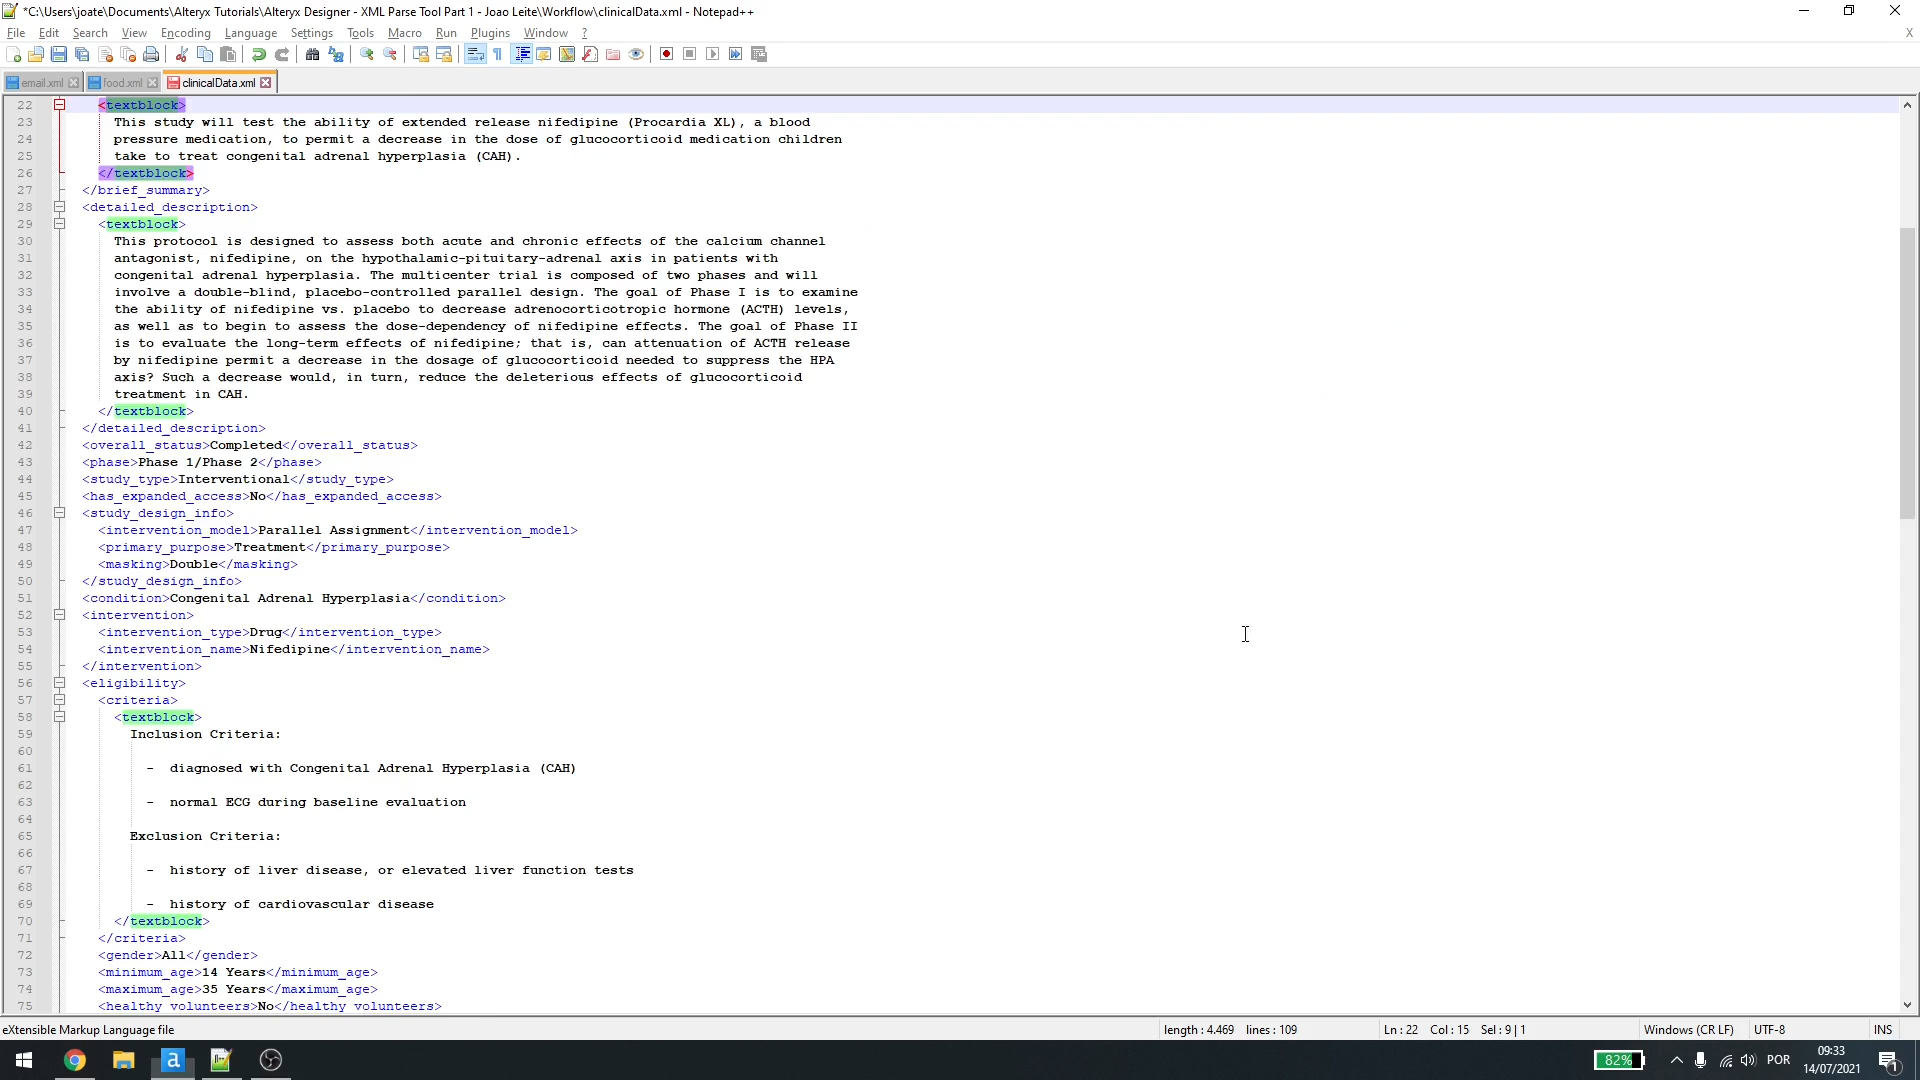 *C:\Users\joate\Documents\Alteryx Tutorials\Alteryx Designer - XML Parse Tool Part 1 - Joao Leite\Workflow\clinicalData.xml - Notepad++
File Edit Search View Encoding Language Settings Tools Macro Run Plugins Window ? X
email.xml food.xml clinicalData.xml
22 <textblock>
23 This study will test the ability of extended release nifedipine (Procardia XL), a blood
24 pressure medication, to permit a decrease in the dose of glucocorticoid medication children
25 take to treat congenital adrenal hyperplasia (CAH).
26 </textblock>
27 </brief_summary>
28 <detailed_description>
29 <textblock>
30 This protocol is designed to assess both acute and chronic effects of the calcium channel
31 antagonist, nifedipine, on the hypothalamic-pituitary-adrenal axis in patients with
32 congenital adrenal hyperplasia. The multicenter trial is composed of two phases and will
33 involve a double-blind, placebo-controlled parallel design. The goal of Phase I is to examine
34 the ability of nifedipine vs. placebo to decrease adrenocorticotropic hormone (ACTH) levels,
35 as well as to begin to assess the dose-dependency of nifedipine effects. The goal of Phase II
36 is to evaluate the long-term effects of nifedipine; that is, can attenuation of ACTH release
37 by nifedipine permit a decrease in the dosage of glucocorticoid needed to suppress the HPA
38 axis? Such a decrease would, in turn, reduce the deleterious effects of glucocorticoid
39 treatment in CAH.
40 </textblock>
41 </detailed_description>
42 <overall_status>Completed</overall_status>
43 <phase>Phase 1/Phase 2</phase>
44 <study_type>Interventional</study_type>
45 <has_expanded_access>No</has_expanded_access>
46 <study_design_info>
47 <intervention_model>Parallel Assignment</intervention_model>
48 <primary_purpose>Treatment</primary_purpose>
49 <masking>Double</masking>
50 </study_design_info>
51 <condition>Congenital Adrenal Hyperplasia</condition>
52 <intervention>
53 <intervention_type>Drug</intervention_type>
54 <intervention_name>Nifedipine</intervention_name>
55 </intervention>
56 <eligibility>
57 <criteria>
58 <textblock>
59 Inclusion Criteria:
60
61 - diagnosed with Congenital Adrenal Hyperplasia (CAH)
62
63 - normal ECG during baseline evaluation
64
65 Exclusion Criteria:
66
67 - history of liver disease, or elevated liver function tests
68
69 - history of cardiovascular disease
70 </textblock>
71 </criteria>
72 <gender>All</gender>
73 <minimum_age>14 Years</minimum_age>
74 <maximum_age>35 Years</maximum_age>
75 <healthy_volunteers>No</healthy_volunteers>
eXtensible Markup Language file length : 4.469 lines : 109 Ln : 22 Col : 15 Sel : 9 | 1 Windows (CR LF) UTF-8 INS
82% POR 09:33
14/07/2021 1